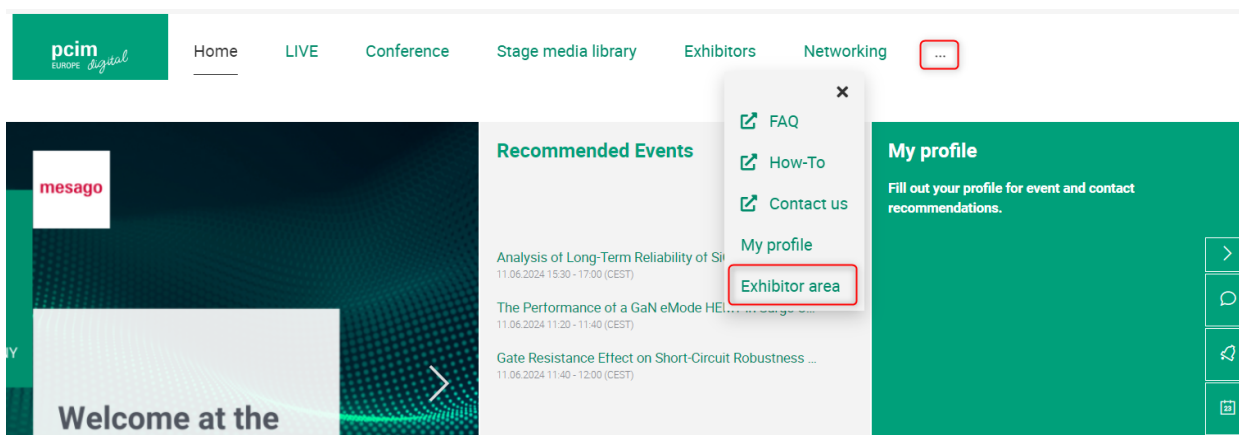 pcim
EUROPE digital
Home
LIVE
Conference
Stage media library
Exhibitors
Networking
...
FAQ
How-To
Contact us
My profile
Exhibitor area
mesago
Welcome at the
Recommended Events
Analysis of Long-Term Reliability of
11.06.2024 15:30 - 17:00 (CEST)
The Performance of a GaN eMode
11.06.2024 11:20 - 11:40 (CEST)
Gate Resistance Effect on Short-Circuit Robustness ...
11.06.2024 11:40 - 12:00 (CEST)
My profile
Fill out your profile for event and contact
recommendations.
23